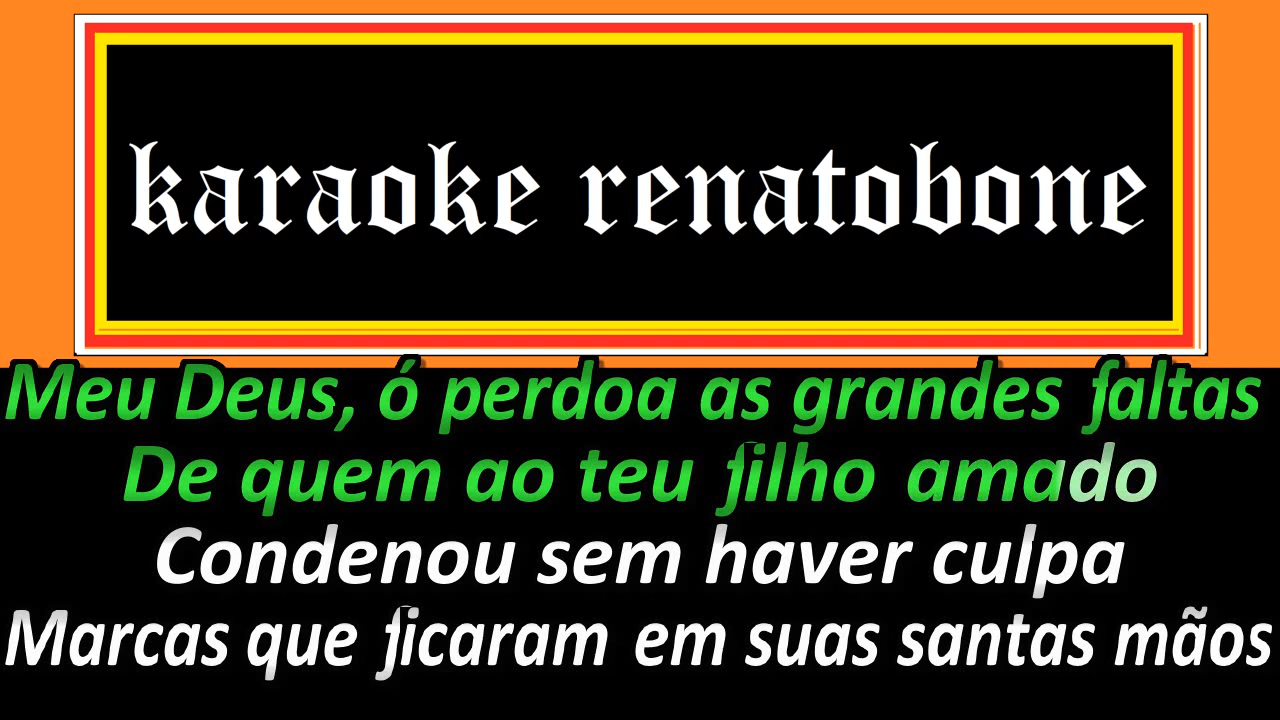 karaoke renatobone
Meu Deus, ó perdoa as grandes faltas
De quem ao teu filho amado
Condenou sem haver culpa
Marcas que ficaram em suas santas mãos